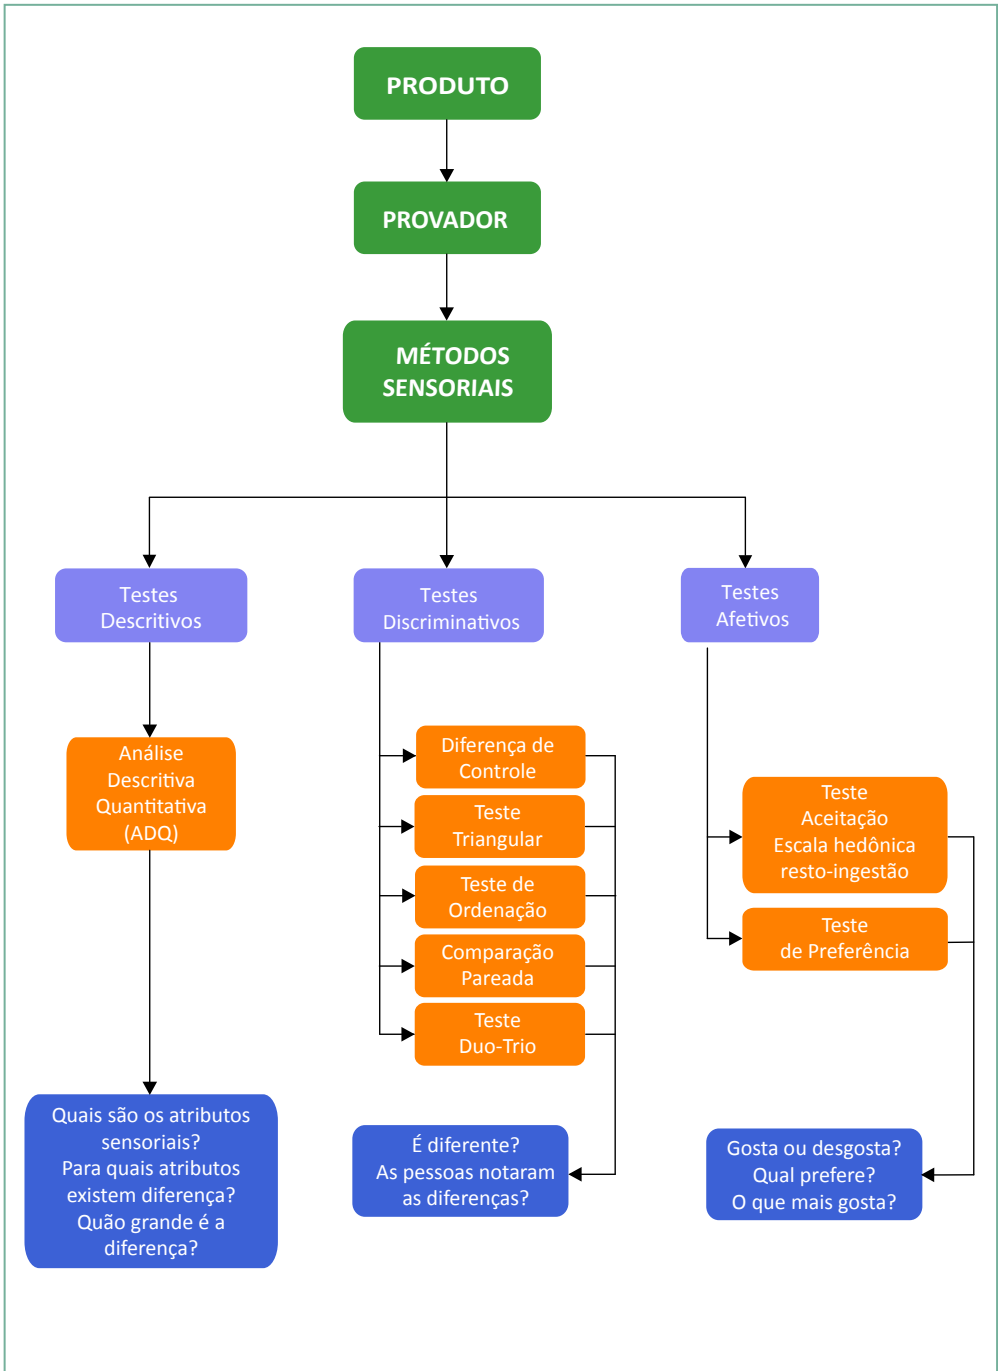 PRODUTO
PROVADOR
MÉTODOS
SENSORIAIS
Testes
Descritivos
Testes
Discriminativos
Testes
Afetivos
Análise
Descritiva
Quantitativa
(ADQ)
Diferença de
Controle
Teste
Triangular
Teste de
Ordenação
Comparação
Pareada
Teste
Duo-Trio
Teste
Aceitação
Escala hedônica
resto-ingestão
Teste
de Preferência
Quais são os atributos
sensoriais?
Para quais atributos
existem diferença?
Quão grande é a
diferença?
É diferente?
As pessoas notaram
as diferenças?
Gosta ou desgosta?
Qual prefere?
O que mais gosta?